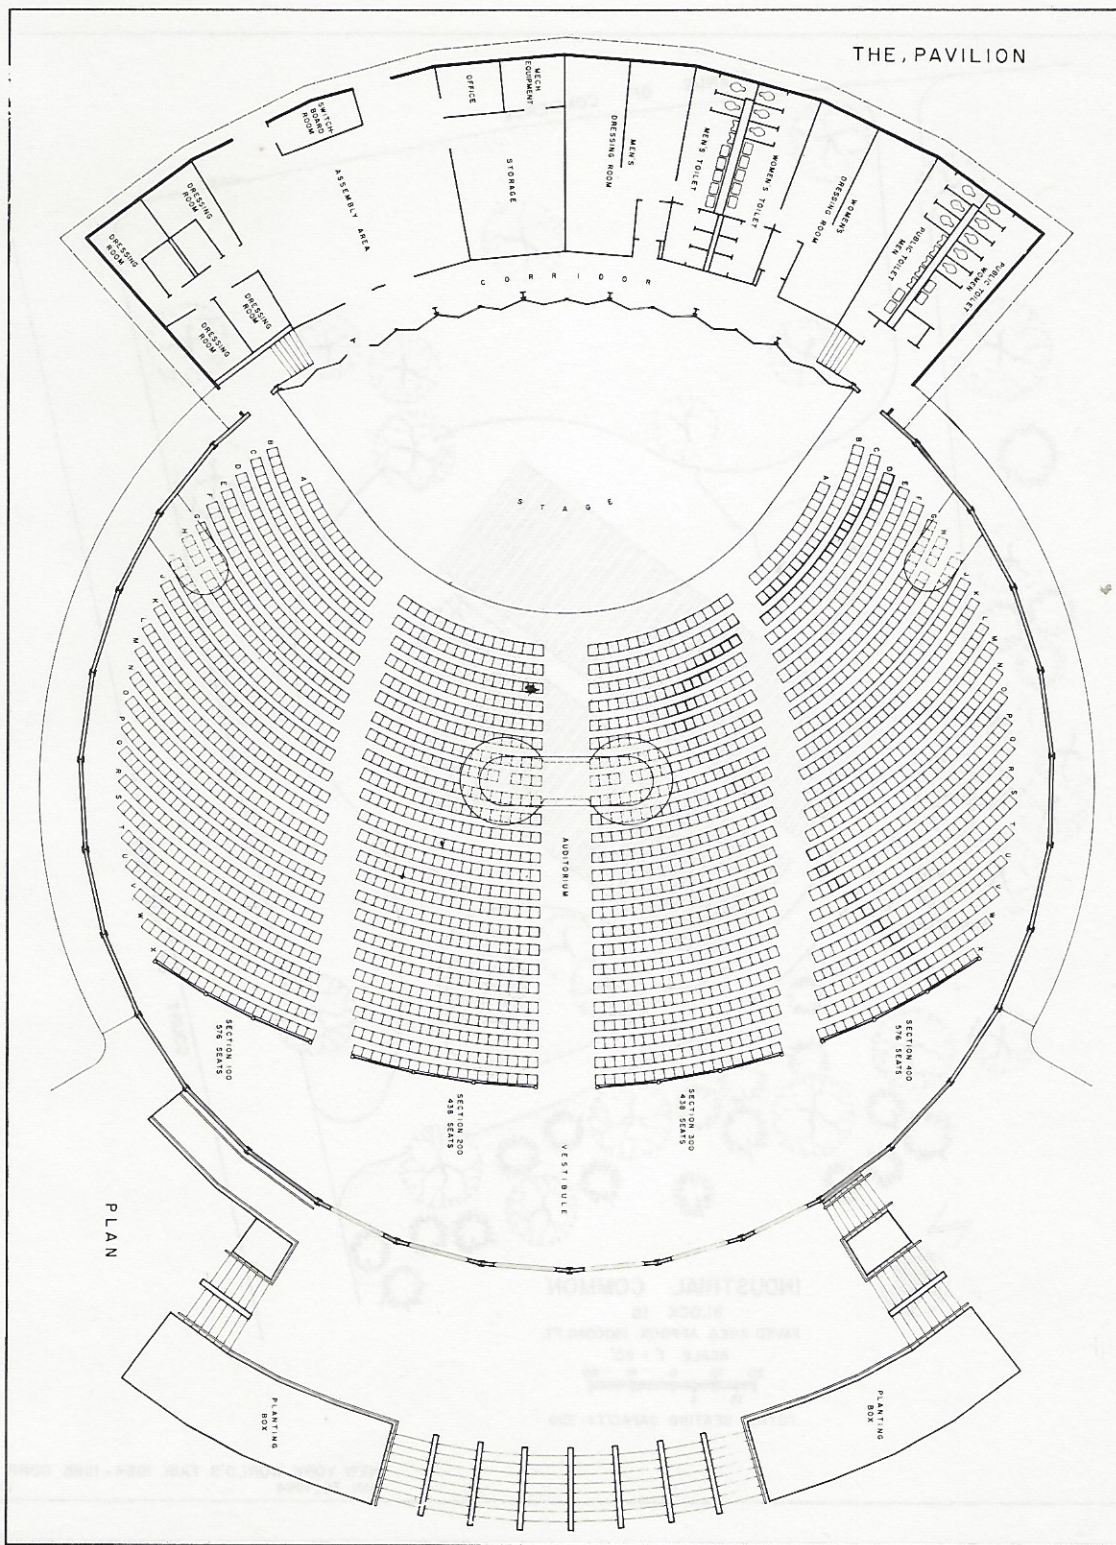 THE, PAVILION
MECH
EQUIPMENT
OFFICE
SWITCH-
BOARD
ROOM
MEN'S
DRESSING ROOM
MEN'S TOILET
WOMEN'S TOILET
WOMEN'S
DRESSING ROOM
PUBLIC TOILET
MEN
PUBLIC TOILET
WOMEN
STORAGE
ASSEMBLY AREA
DRESSING
ROOM
DRESSING
ROOM
DRESSING
ROOM
DRESSING
ROOM
CORRIDOR
STAGE
A
B
C
D
E
F
G
H
J
K
L
M
N
O
P
Q
R
S
T
U
V
W
X
A
B
C
D
E
F
G
H
J
K
L
M
N
O
P
Q
R
S
T
U
V
W
X
AUDITORIUM
SECTION 100
576 SEATS
SECTION 200
438 SEATS
SECTION 300
438 SEATS
SECTION 400
576 SEATS
VESTIBULE
PLAN
PLANTING
BOX
PLANTING
BOX
INDUSTRIAL COMMON
BLOCK 16